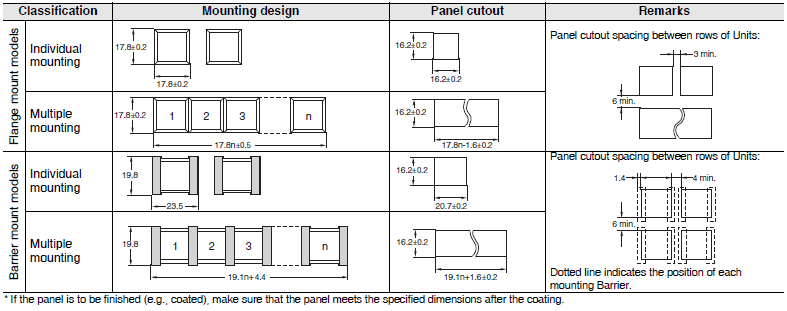 Classification Mounting design Panel cutout Remarks
Flange mount models
Individual mounting
17.8±0.2
17.8±0.2
16.2±0.2
16.2±0.2
Panel cutout spacing between rows of Units:
3 min.
6 min.
Multiple mounting
17.8±0.2
1 2 3 n
17.8n±0.5
16.2±0.2
17.8n-1.6±0.2
Barrier mount models
Individual mounting
19.8
23.5
16.2±0.2
20.7±0.2
Panel cutout spacing between rows of Units:
1.4 4 min.
6 min.
Multiple mounting
19.8
1 2 3 n
19.1n+4.4
16.2±0.2
19.1n+1.6±0.2
Dotted line indicates the position of each
mounting Barrier.
* If the panel is to be finished (e.g., coated), make sure that the panel meets the specified dimensions after the coating.